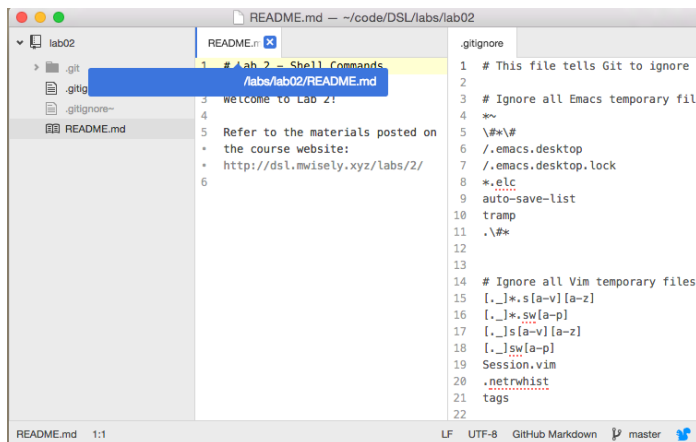 README.md — ~/code/DSL/labs/lab02
lab02
.git
.gitig
.gitignore~
README.md
README.m
/labs/lab02/README.md
1 # Lab 2 - Shell Commands
3 Welcome to Lab 2!
4
5 Refer to the materials posted on
• the course website:
• http://dsl.mwisely.xyz/labs/2/
6
.gitignore
1 # This file tells Git to ignore
2
3 # Ignore all Emacs temporary fil
4 *~
5 \#*\#
6 /.emacs.desktop
7 /.emacs.desktop.lock
8 *.elc
9 auto-save-list
10 tramp
11 .\#*
12
13
14 # Ignore all Vim temporary files
15 [._]*.s[a-v][a-z]
16 [._]*.sw[a-p]
17 [._]s[a-v][a-z]
18 [._]sw[a-p]
19 Session.vim
20 .netrwhist
21 tags
22
README.md 1:1 LF UTF-8 GitHub Markdown master